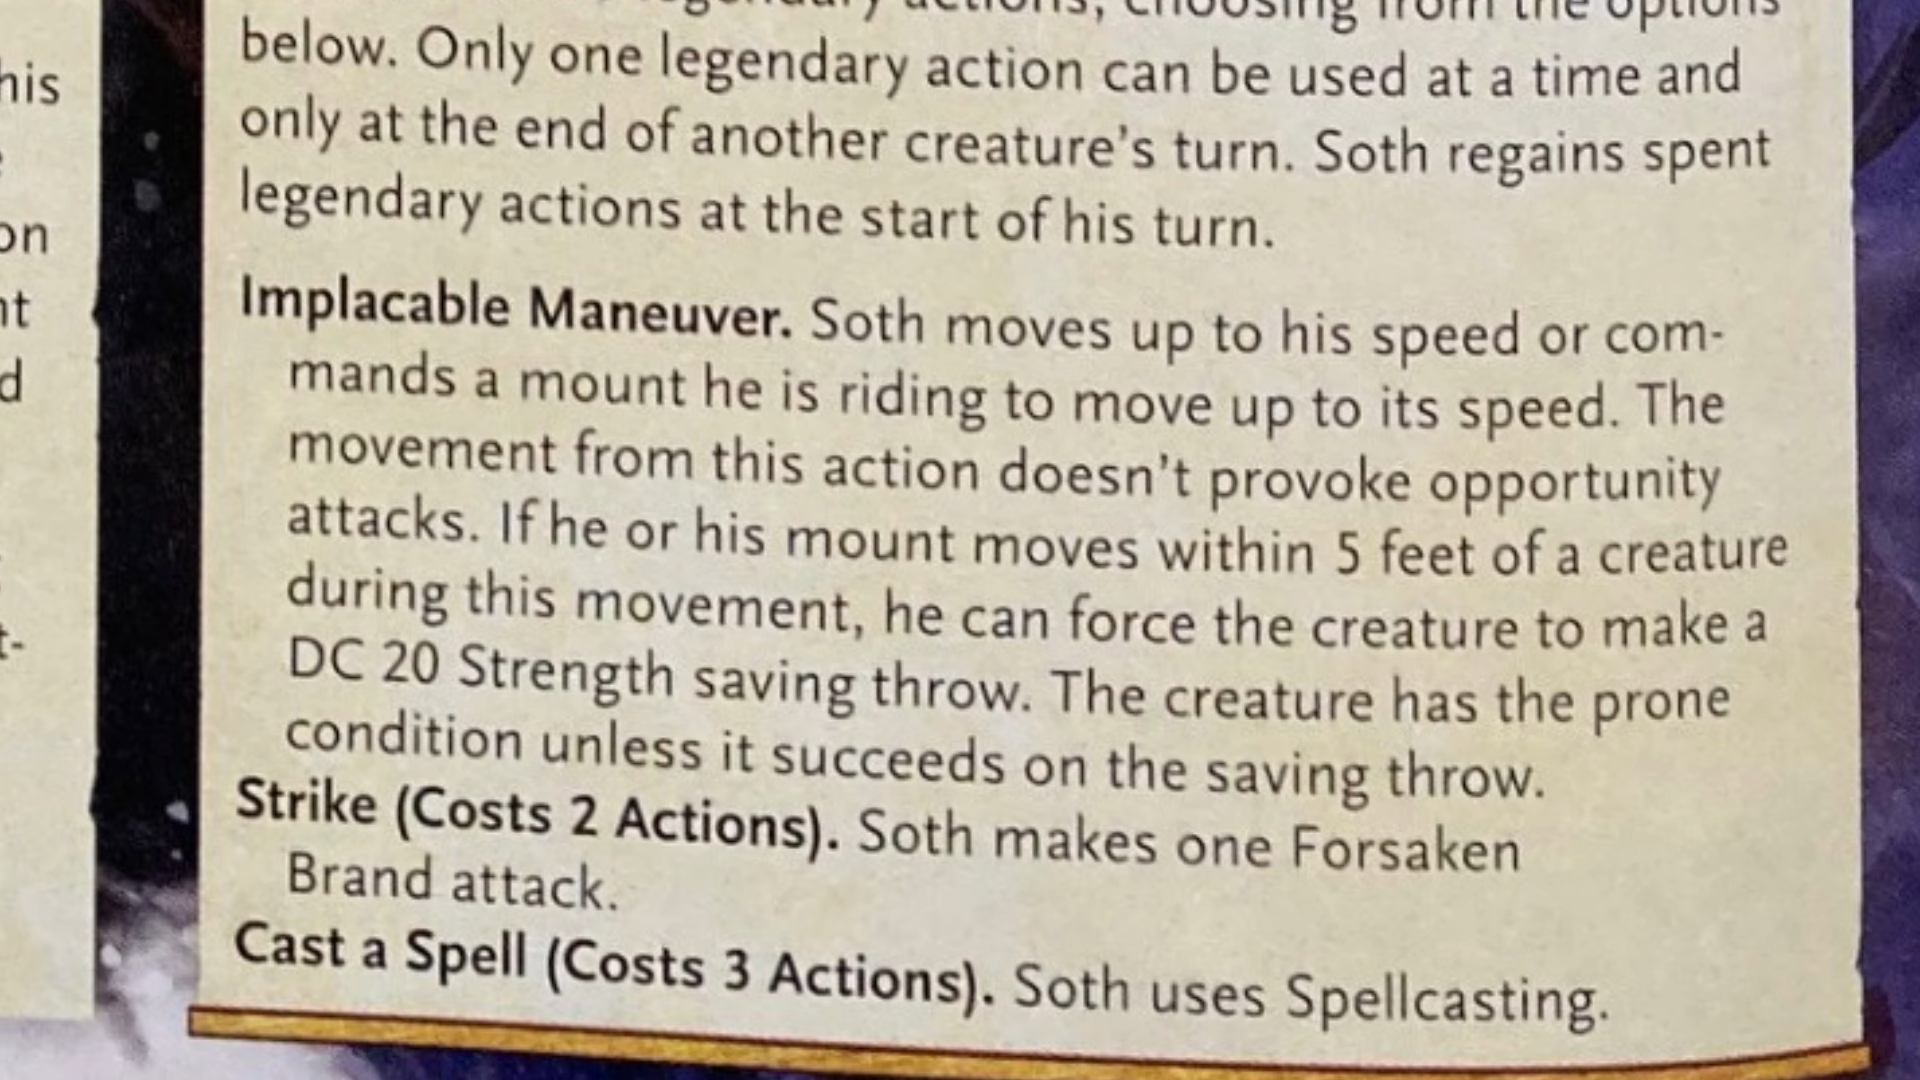 legendary actions, choosing from the options
below. Only one legendary action can be used at a time and
only at the end of another creature's turn. Soth regains spent
legendary actions at the start of his turn.
Implacable Maneuver. Soth moves up to his speed or com-
mands a mount he is riding to move up to its speed. The
movement from this action doesn't provoke opportunity
attacks. If he or his mount moves within 5 feet of a creature
during this movement, he can force the creature to make a
DC 20 Strength saving throw. The creature has the prone
condition unless it succeeds on the saving throw.
Strike (Costs 2 Actions). Soth makes one Forsaken
Brand attack.
Cast a Spell (Costs 3 Actions). Soth uses Spellcasting.